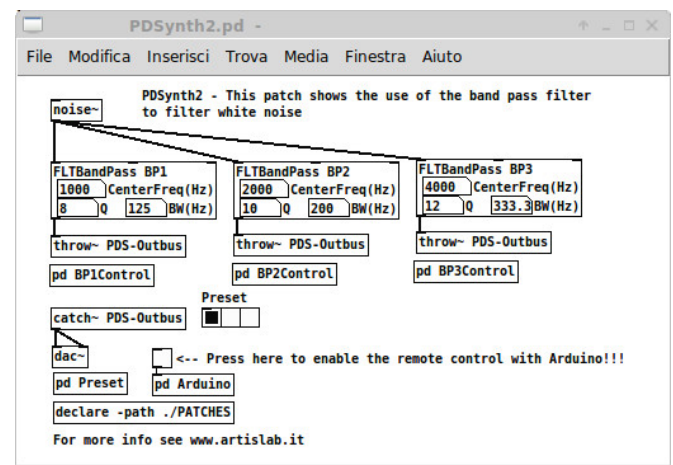 PDSynth2.pd -
File Modifica Inserisci Trova Media Finestra Aiuto
PDSynth2 - This patch shows the use of the band pass filter
to filter white noise
noise~
FLTBandPass BP1
1000 CenterFreq(Hz)
8 Q 125 BW(Hz)
throw~ PDS-Outbus
pd BP1Control
FLTBandPass BP2
2000 CenterFreq(Hz)
10 Q 200 BW(Hz)
throw~ PDS-Outbus
pd BP2Control
FLTBandPass BP3
4000 CenterFreq(Hz)
12 Q 333.3 BW(Hz)
throw~ PDS-Outbus
pd BP3Control
Preset
catch~ PDS-Outbus
dac~
<-- Press here to enable the remote control with Arduino!!!
pd Preset
pd Arduino
declare -path ./PATCHES
For more info see www.artislab.it